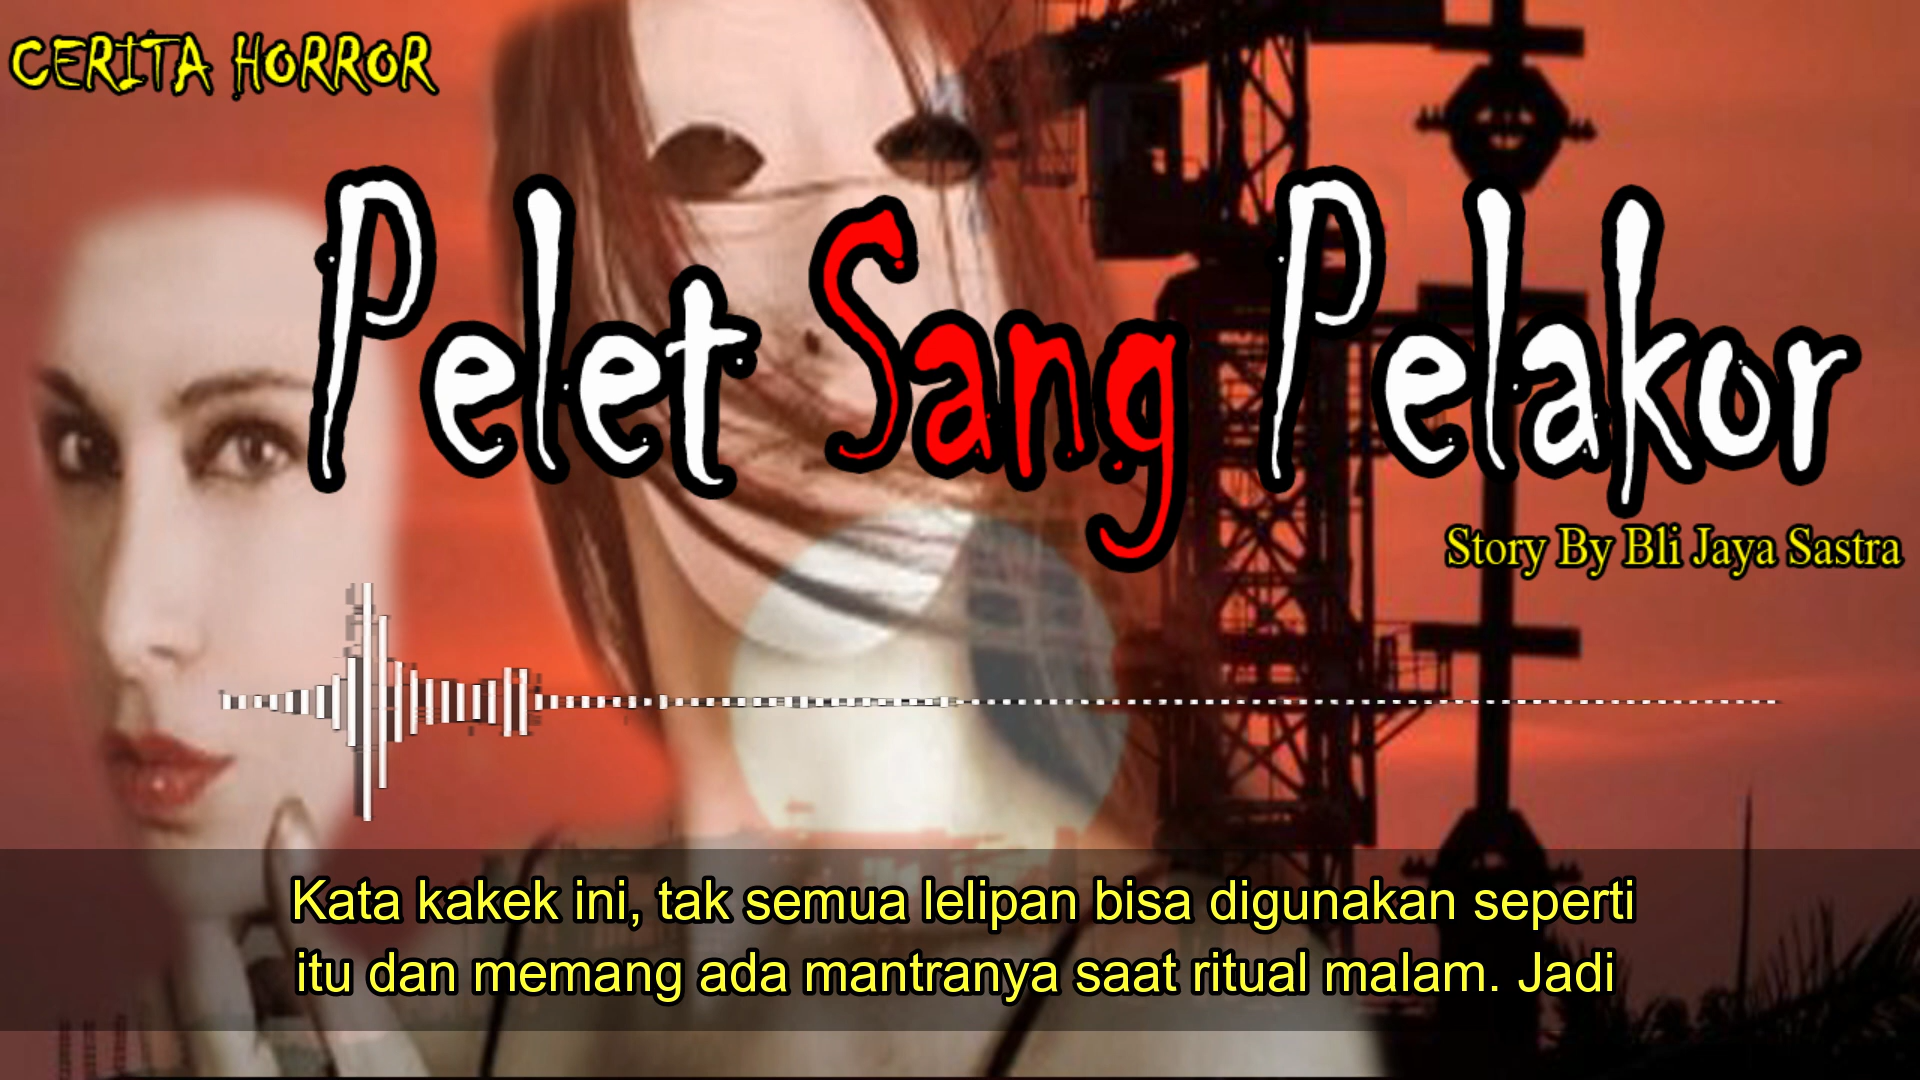 CERITA HORROR
Pelet Sang Pelakor
Story By Bli Jaya Sastra
Kata kakek ini, tak semua lelipan bisa digunakan seperti
itu dan memang ada mantranya saat ritual malam. Jadi